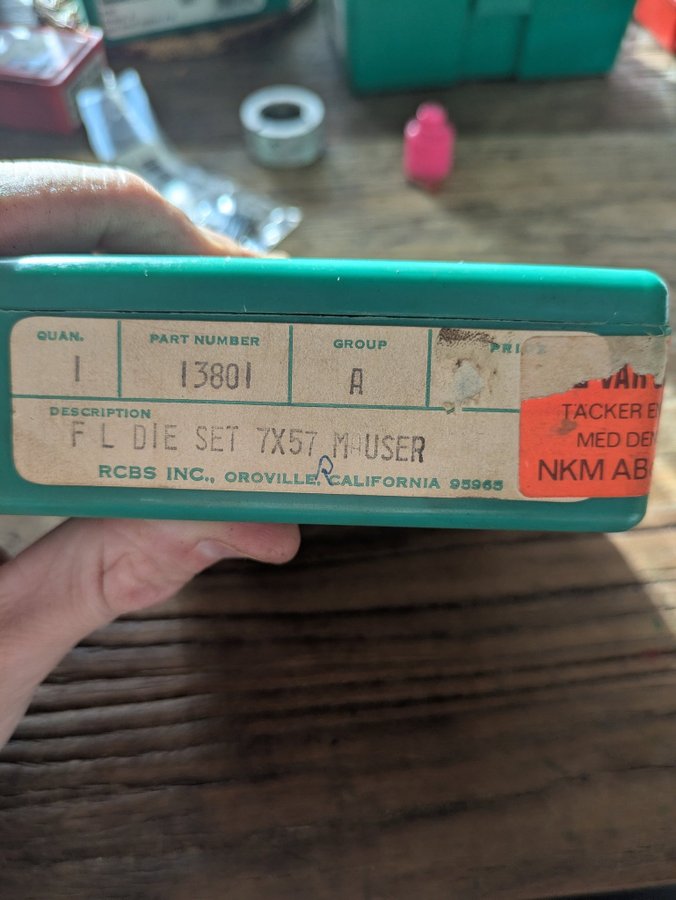 QUAN.
PART NUMBER
GROUP
1
13801
A
DESCRIPTION
F L DIE SET 7X57 MAUSER
R
RCBS INC., OROVILLE, CALIFORNIA 95965
VAR
TACKER
MED
NKM AB